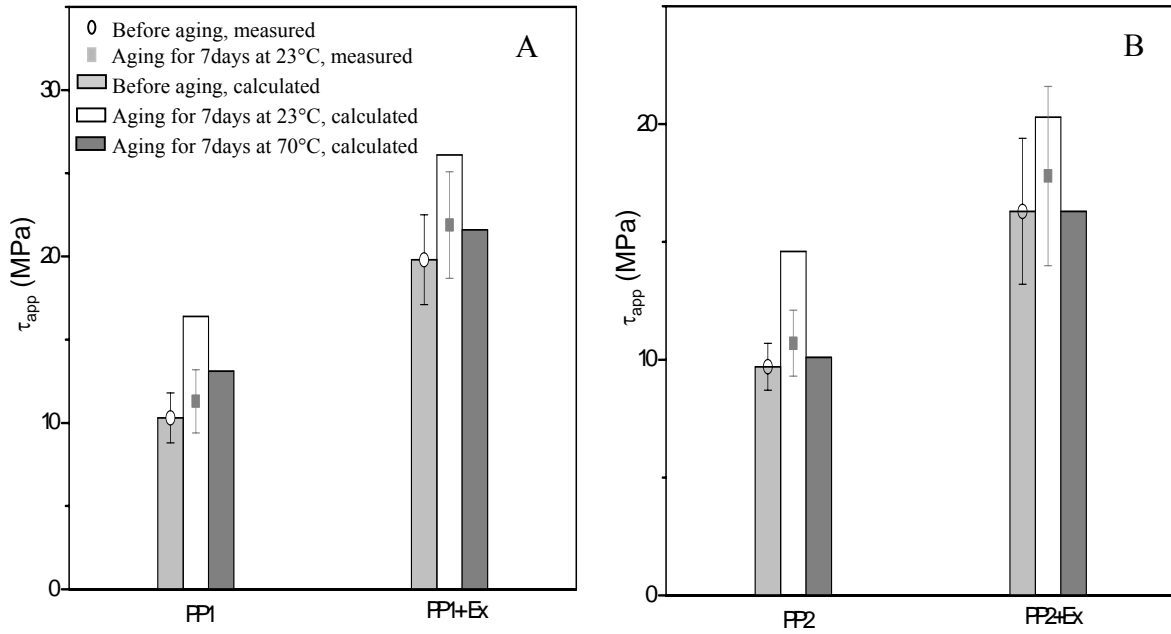 A
Before aging, measured
Aging for 7days at 23°C, measured
Before aging, calculated
Aging for 7days at 23°C, calculated
Aging for 7days at 70°C, calculated
30
20
10
0
τapp (MPa)
PP1
PP1+Ex
B
20
10
0
τapp (MPa)
PP2
PP2+Ex